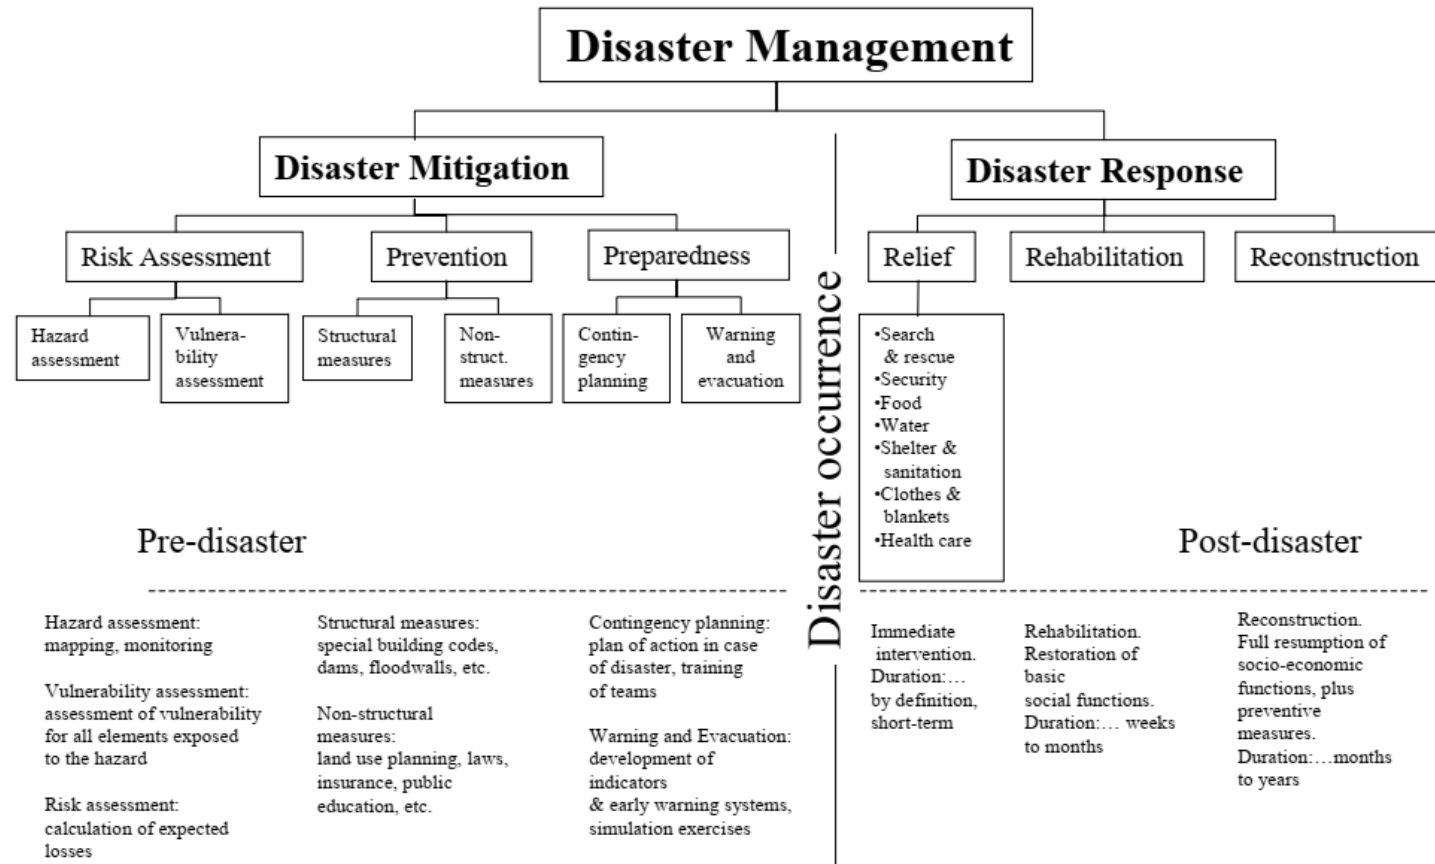 Disaster Management
Disaster Mitigation
Disaster Response
Risk Assessment
Prevention
Preparedness
Relief
Rehabilitation
Reconstruction
Hazard
assessment
Vulnera-
bility
assessment
Structural
measures
Non-
struct.
measures
Contin-
gency
planning
Warning
and
evacuation
Disaster occurrence
•Search
& rescue
•Security
•Food
•Water
•Shelter &
sanitation
•Clothes &
blankets
•Health care
Pre-disaster
Post-disaster
Hazard assessment:
mapping, monitoring
Vulnerability assessment:
assessment of vulnerability
for all elements exposed
to the hazard
Risk assessment:
calculation of expected
losses
Structural measures:
special building codes,
dams, floodwalls, etc.
Non-structural
measures:
land use planning, laws,
insurance, public
education, etc.
Contingency planning:
plan of action in case
of disaster, training
of teams
Warning and Evacuation:
development of
indicators
& early warning systems,
simulation exercises
Immediate
intervention.
Duration:…
by definition,
short-term
Rehabilitation.
Restoration of
basic
social functions.
Duration:… weeks
to months
Reconstruction.
Full resumption of
socio-economic
functions, plus
preventive
measures.
Duration:…months
to years